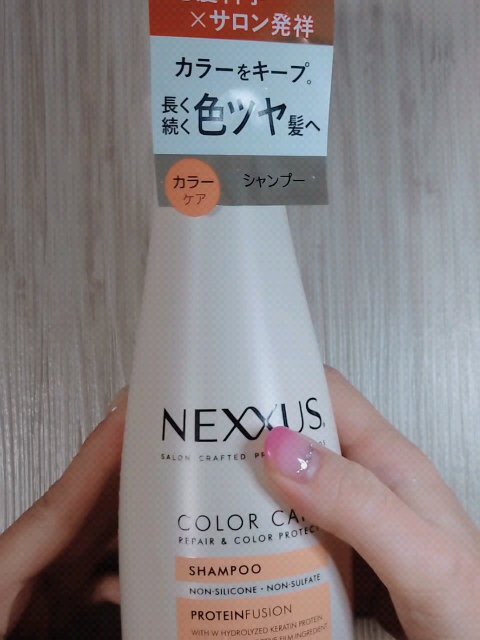 ×サロン発祥
カラーをキープ。
長く
続く 色ツヤ 髪へ
カラー
ケア
シャンプー
NEXXUS
SALON CRAFTED
COLOR
REPAIR & COLOR
SHAMPOO
NON-SILICONE • NON-SULFATE
PROTEINFUSION
WITH W HYDROLYZED KERATIN PROTEIN
FILM INGREDIENT